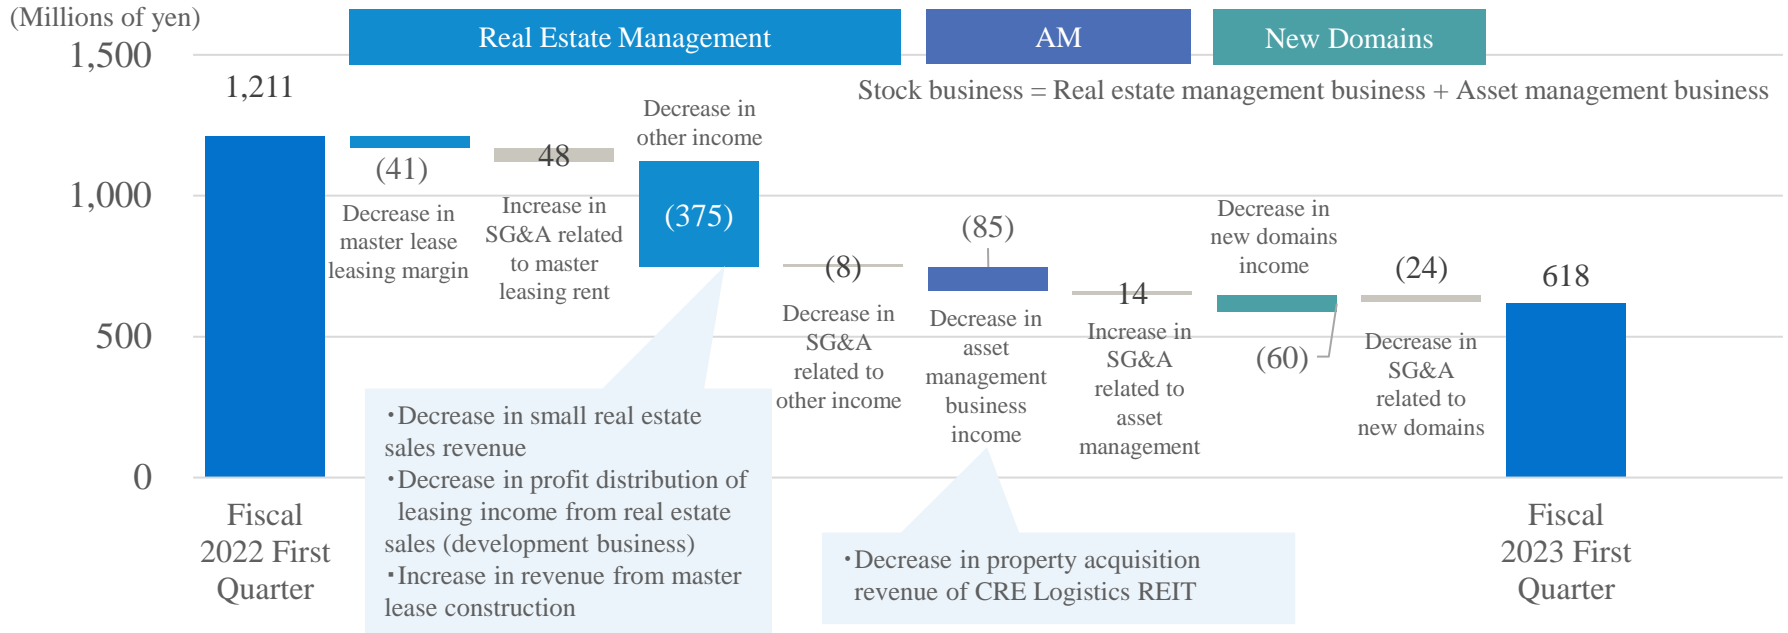 (Millions of yen)
Real Estate Management
AM
New Domains
Stock business = Real estate management business + Asset management business
1,500
1,000
500
0
1,211
(41)
Decrease in
master lease
leasing margin
48
Increase in
SG&A related
to master
leasing rent
Decrease in
other income
(375)
(8)
Decrease in
SG&A
related to
other income
(85)
Decrease in
asset
management
business
income
14
Increase in
SG&A
related to
asset
management
Decrease in
new domains
income
(60)
(24)
Decrease in
SG&A
related to
new domains
618
・Decrease in small real estate
sales revenue
・Decrease in profit distribution of
leasing income from real estate
sales (development business)
・Increase in revenue from master
lease construction
・Decrease in property acquisition
revenue of CRE Logistics REIT
Fiscal
2022 First
Quarter
Fiscal
2023 First
Quarter